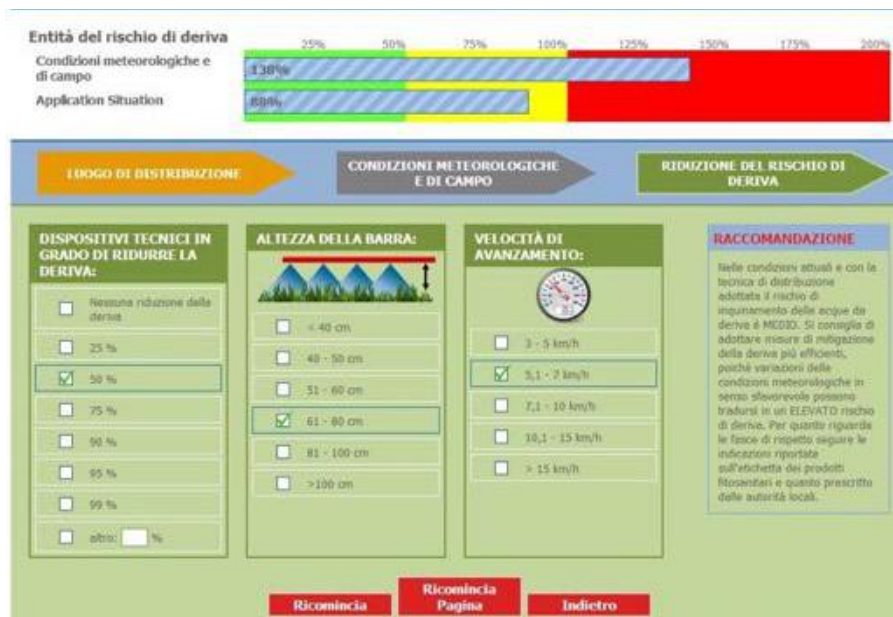 Entità del rischio di deriva
25% 50% 75% 100% 125% 150% 175% 200%
Condizioni meteorologiche e
di campo
138%
Application Situation
88%
LUOGO DI DISTRIBUZIONE
CONDIZIONI METEOROLOGICHE
E DI CAMPO
RIDUZIONE DEL RISCHIO DI
DERIVA
DISPOSITIVI TECNICI IN
GRADO DI RIDURRE LA
DERIVA:
Nessuna riduzione della
deriva
25 %
50 %
75 %
90 %
95 %
99 %
altro: %
ALTEZZA DELLA BARRA:
< 40 cm
40 - 50 cm
51 - 60 cm
61 - 80 cm
81 - 100 cm
>100 cm
VELOCITÀ DI
AVANZAMENTO:
3 - 5 km/h
5,1 - 7 km/h
7,1 - 10 km/h
10,1 - 15 km/h
> 15 km/h
RACCOMANDAZIONE
Nelle condizioni attuali e con la
tecnica di distribuzione
adottata il rischio di
inquinamento delle acque da
deriva é MEDIO. Si consiglia di
adottare misure di mitigazione
della deriva più efficienti,
poiché variazioni delle
condizioni meteorologiche in
senso sfavorevole possono
tradursi in un ELEVATO rischio
di deriva. Per quanto riguarda
le fasce di rispetto seguire le
indicazioni riportate
sull'etichetta dei prodotti
fitosanitari e quanto prescritto
delle autorità locali.
Ricomincia
Ricomincia
Pagina
Indietro